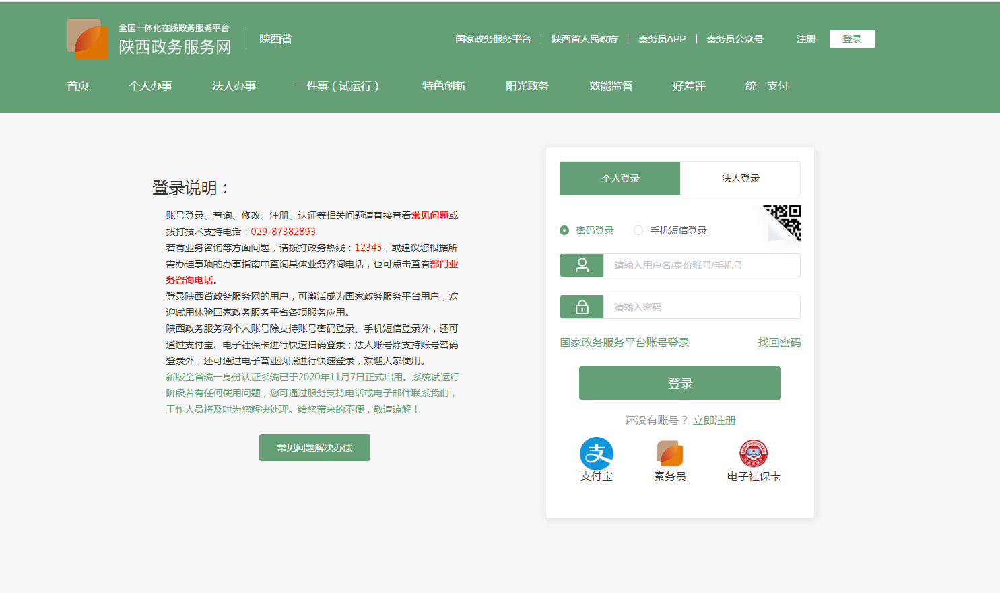 全国一体化在线政务服务平台
陕西政务服务网
陕西省
国家政务服务平台
陕西省人民政府
秦务员APP
秦务员公众号
注册
登录
首页
个人办事
法人办事
一件事（试运行）
特色创新
阳光政务
效能监督
好差评
统一支付
登录说明：
账号登录、查询、修改、注册、认证等相关问题请直接查看常见问题或
拨打技术支持电话：029-87382893
若有业务咨询等方面问题，请拨打政务热线：12345，或建议您根据所
需办理事项的办事指南中查询具体业务咨询电话，也可点击查看部门业
务咨询电话。
登录陕西省政务服务网的用户，可激活成为国家政务服务平台用户，欢
迎试用体验国家政务服务平台各项服务应用。
陕西政务服务网个人账号除支持账号密码登录、手机短信登录外，还可
通过支付宝、电子社保卡进行快速扫码登录；法人账号除支持账号密码
登录外，还可通过电子营业执照进行快速登录，欢迎大家使用。
新版全省统一身份认证系统已于2020年11月7日正式启用。系统试运行
阶段若有任何使用问题，您可通过服务支持电话或电子邮件联系我们，
工作人员将及时为您解决处理。给您带来的不便，敬请谅解！
常见问题解决办法
个人登录
法人登录
密码登录
手机短信登录
请输入用户名/身份账号/手机号
请输入密码
国家政务服务平台账号登录
找回密码
登录
还没有账号？ 立即注册
支付宝
秦务员
电子社保卡